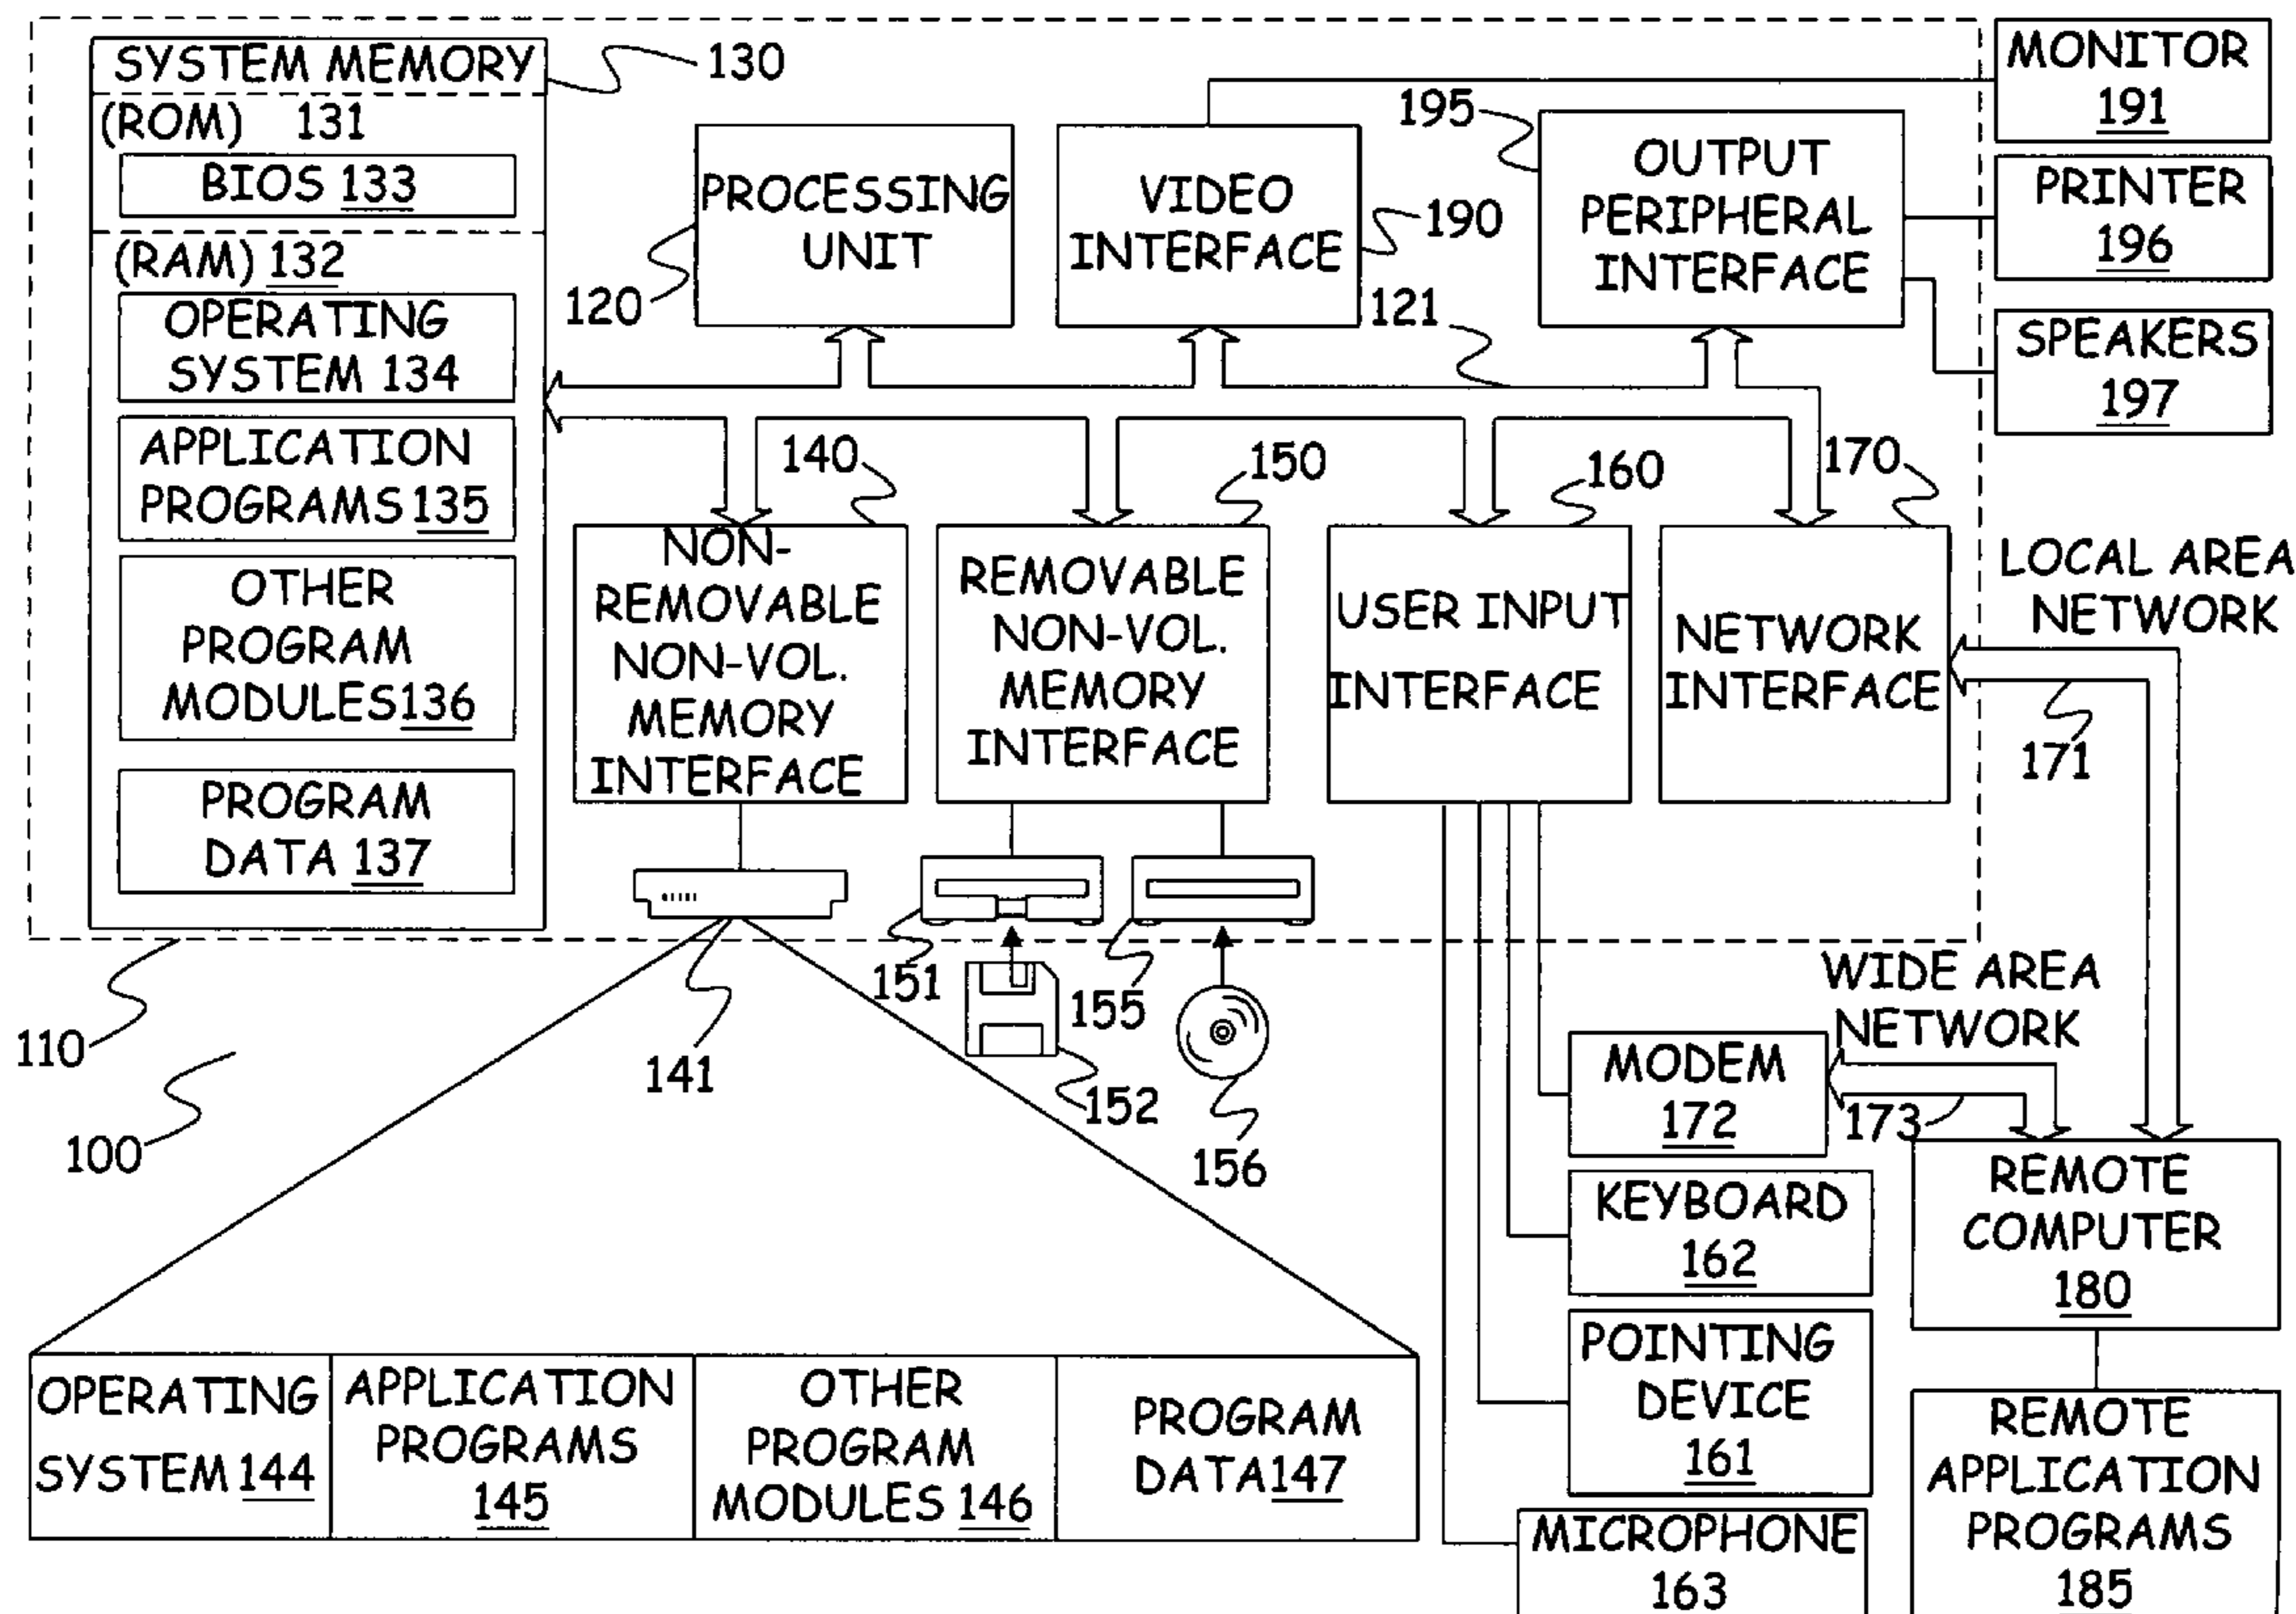 SYSTEM MEMORY
130
(ROM) 131
BIOS 133
(RAM) 132
OPERATING
SYSTEM 134
APPLICATION
PROGRAMS 135
OTHER
PROGRAM
MODULES 136
PROGRAM
DATA 137
PROCESSING
UNIT
120
VIDEO
INTERFACE
190
121
195
OUTPUT
PERIPHERAL
INTERFACE
MONITOR
191
PRINTER
196
SPEAKERS
197
140
NON-
REMOVABLE
NON-VOL.
MEMORY
INTERFACE
150
REMOVABLE
NON-VOL.
MEMORY
INTERFACE
160
USER INPUT
INTERFACE
170
NETWORK
INTERFACE
LOCAL AREA
NETWORK
171
110
100
141
151
152
155
156
WIDE AREA
NETWORK
173
MODEM
172
KEYBOARD
162
POINTING
DEVICE
161
MICROPHONE
163
REMOTE
COMPUTER
180
REMOTE
APPLICATION
PROGRAMS
185
OPERATING
SYSTEM 144
APPLICATION
PROGRAMS
145
OTHER
PROGRAM
MODULES 146
PROGRAM
DATA 147